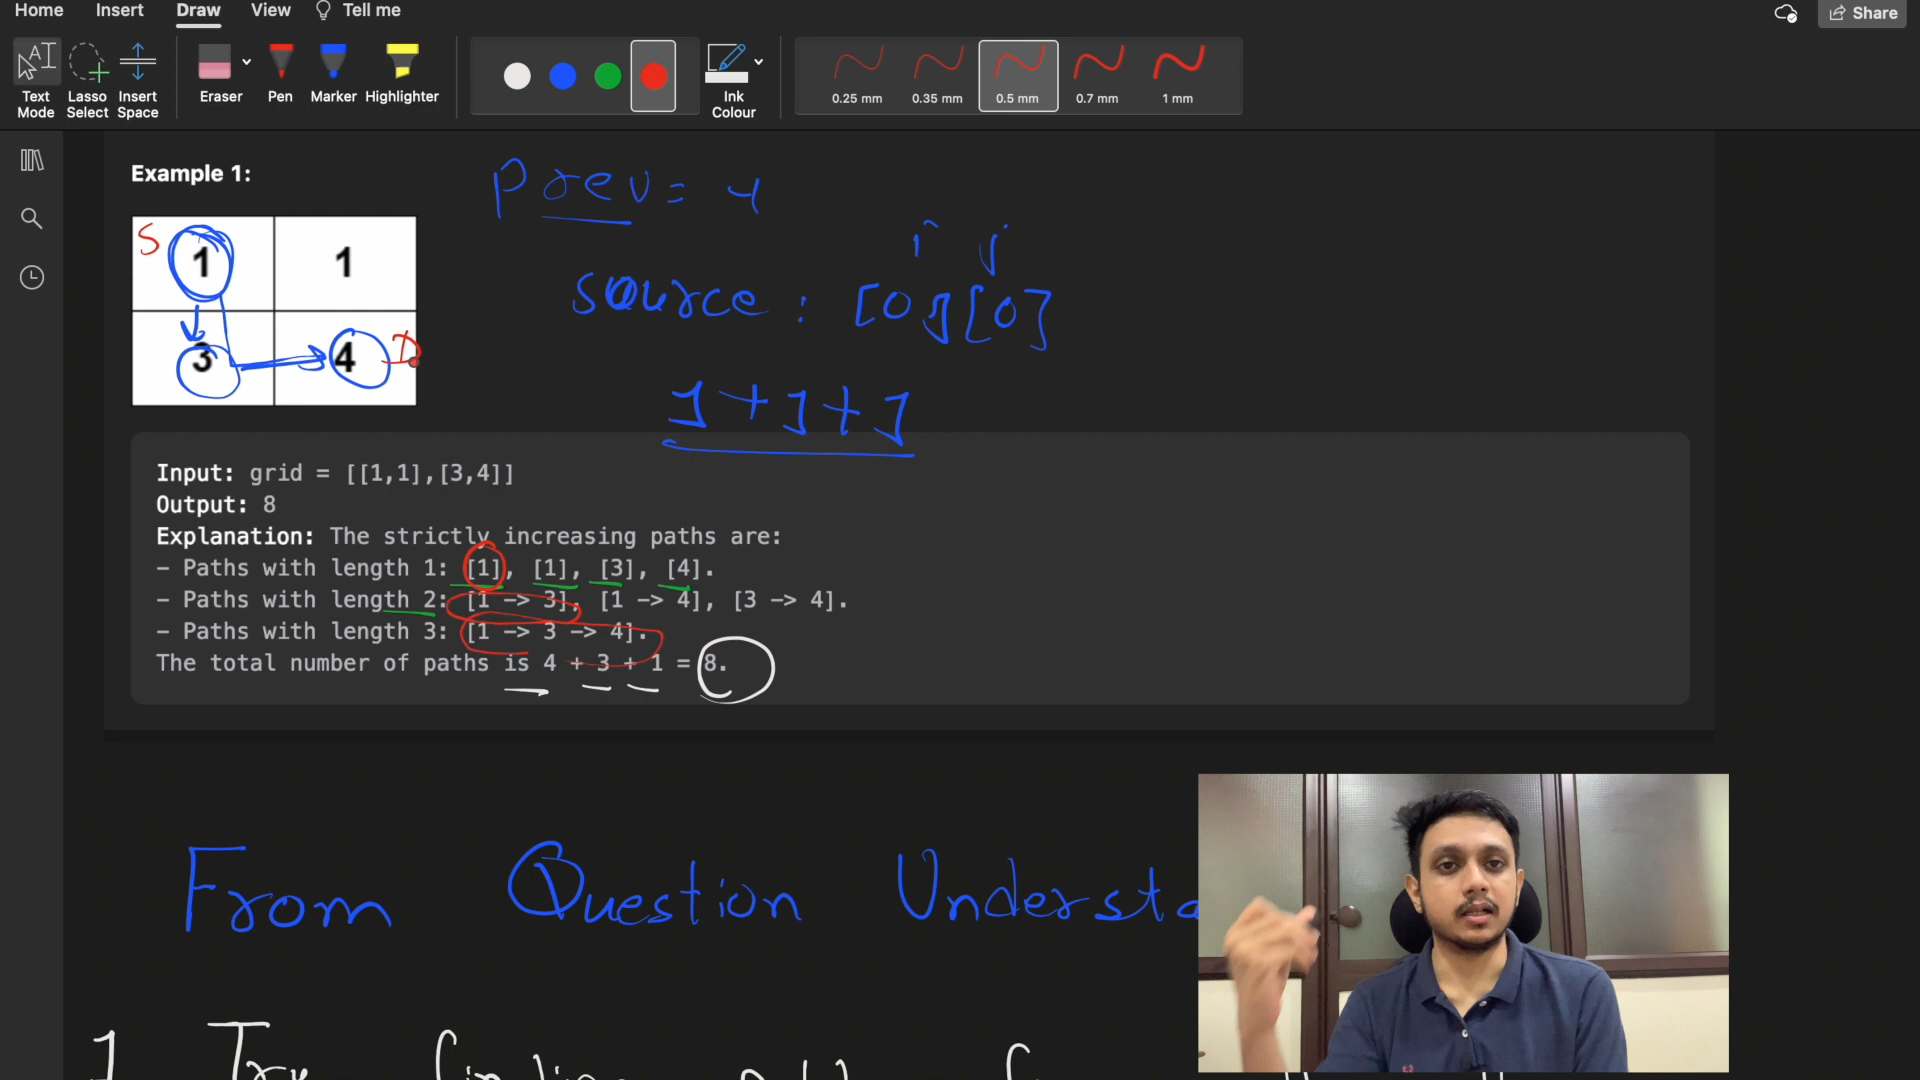 Home Insert Draw View Tell me Share
Text Mode Lasso Select Insert Space Eraser Pen Marker Highlighter Ink Colour 0.25 mm 0.35 mm 0.5 mm 0.7 mm 1 mm
Example 1:
Prev = 4
S 1 1
i j
source : [0][0]
3 4 D
1 + 1 + 1
Input: grid = [[1,1],[3,4]]
Output: 8
Explanation: The strictly increasing paths are:
- Paths with length 1: [1], [1], [3], [4].
- Paths with length 2: [1 -> 3], [1 -> 4], [3 -> 4].
- Paths with length 3: [1 -> 3 -> 4].
The total number of paths is 4 + 3 + 1 = 8.
From Question Understa
1 Try